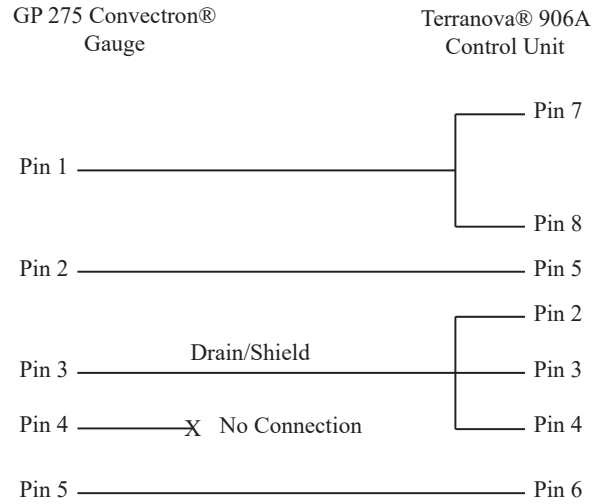 GP 275 Convectron® Terranova® 906A
Gauge Control Unit
Pin 7
Pin 1
Pin 8
Pin 2 Pin 5
Pin 2
Drain/Shield
Pin 3 Pin 3
Pin 4 X No Connection Pin 4
Pin 5 Pin 6